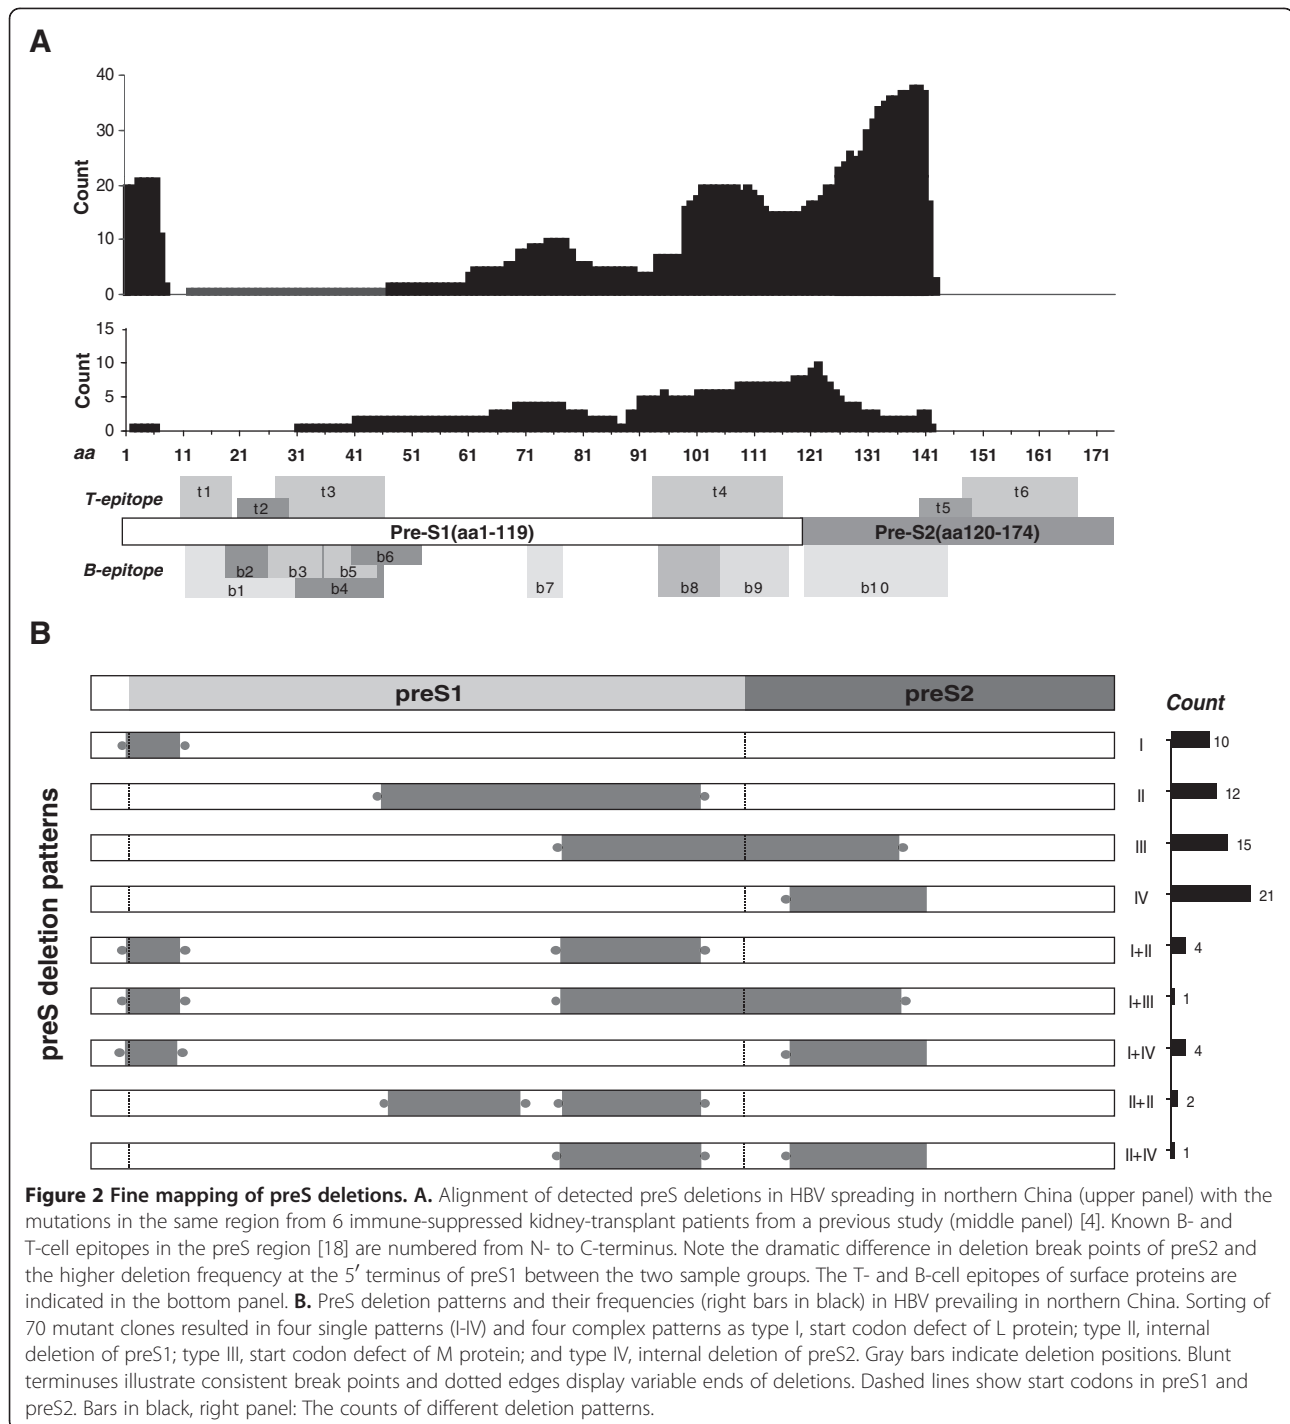 A
40
30
20
10
0
Count
15
10
5
0
Count
aa 1 11 21 31 41 51 61 71 81 91 101 111 121 131 141 151 161 171
T-epitope t1 t2 t3 t4 t5 t6
Pre-S1(aa1-119) Pre-S2(aa120-174)
B-epitope b1 b2 b3 b4 b5 b6 b7 b8 b9 b10
B
preS1 preS2 Count
preS deletion patterns
I 10
II 12
III 15
IV 21
I+II 4
I+III 1
I+IV 4
II+II 2
II+IV 1
Figure 2 Fine mapping of preS deletions. A. Alignment of detected preS deletions in HBV spreading in northern China (upper panel) with the
mutations in the same region from 6 immune-suppressed kidney-transplant patients from a previous study (middle panel) [4]. Known B- and
T-cell epitopes in the preS region [18] are numbered from N- to C-terminus. Note the dramatic difference in deletion break points of preS2 and
the higher deletion frequency at the 5′ terminus of preS1 between the two sample groups. The T- and B-cell epitopes of surface proteins are
indicated in the bottom panel. B. PreS deletion patterns and their frequencies (right bars in black) in HBV prevailing in northern China. Sorting of
70 mutant clones resulted in four single patterns (I-IV) and four complex patterns as type I, start codon defect of L protein; type II, internal
deletion of preS1; type III, start codon defect of M protein; and type IV, internal deletion of preS2. Gray bars indicate deletion positions. Blunt
terminuses illustrate consistent break points and dotted edges display variable ends of deletions. Dashed lines show start codons in preS1 and
preS2. Bars in black, right panel: The counts of different deletion patterns.